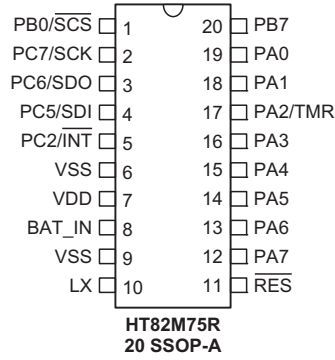 PB0/SCS 1 20 PB7
PC7/SCK 2 19 PA0
PC6/SDO 3 18 PA1
PC5/SDI 4 17 PA2/TMR
PC2/INT 5 16 PA3
VSS 6 15 PA4
VDD 7 14 PA5
BAT_IN 8 13 PA6
VSS 9 12 PA7
LX 10 11 RES
HT82M75R
20 SSOP-A